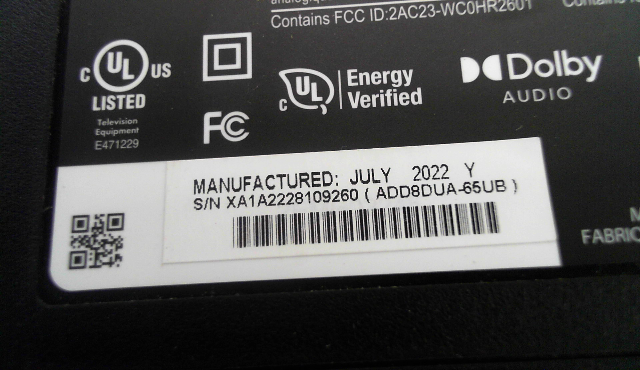 Contains FCC ID:2AC23-WC0HR2601
C UL US
LISTED
Television
Equipment
E471229
FC
C UL
Energy
Verified
Dolby
AUDIO
MANUFACTURED: JULY 2022 Y
S/N XA1A2228109260 ( ADD8DUA-65UB )